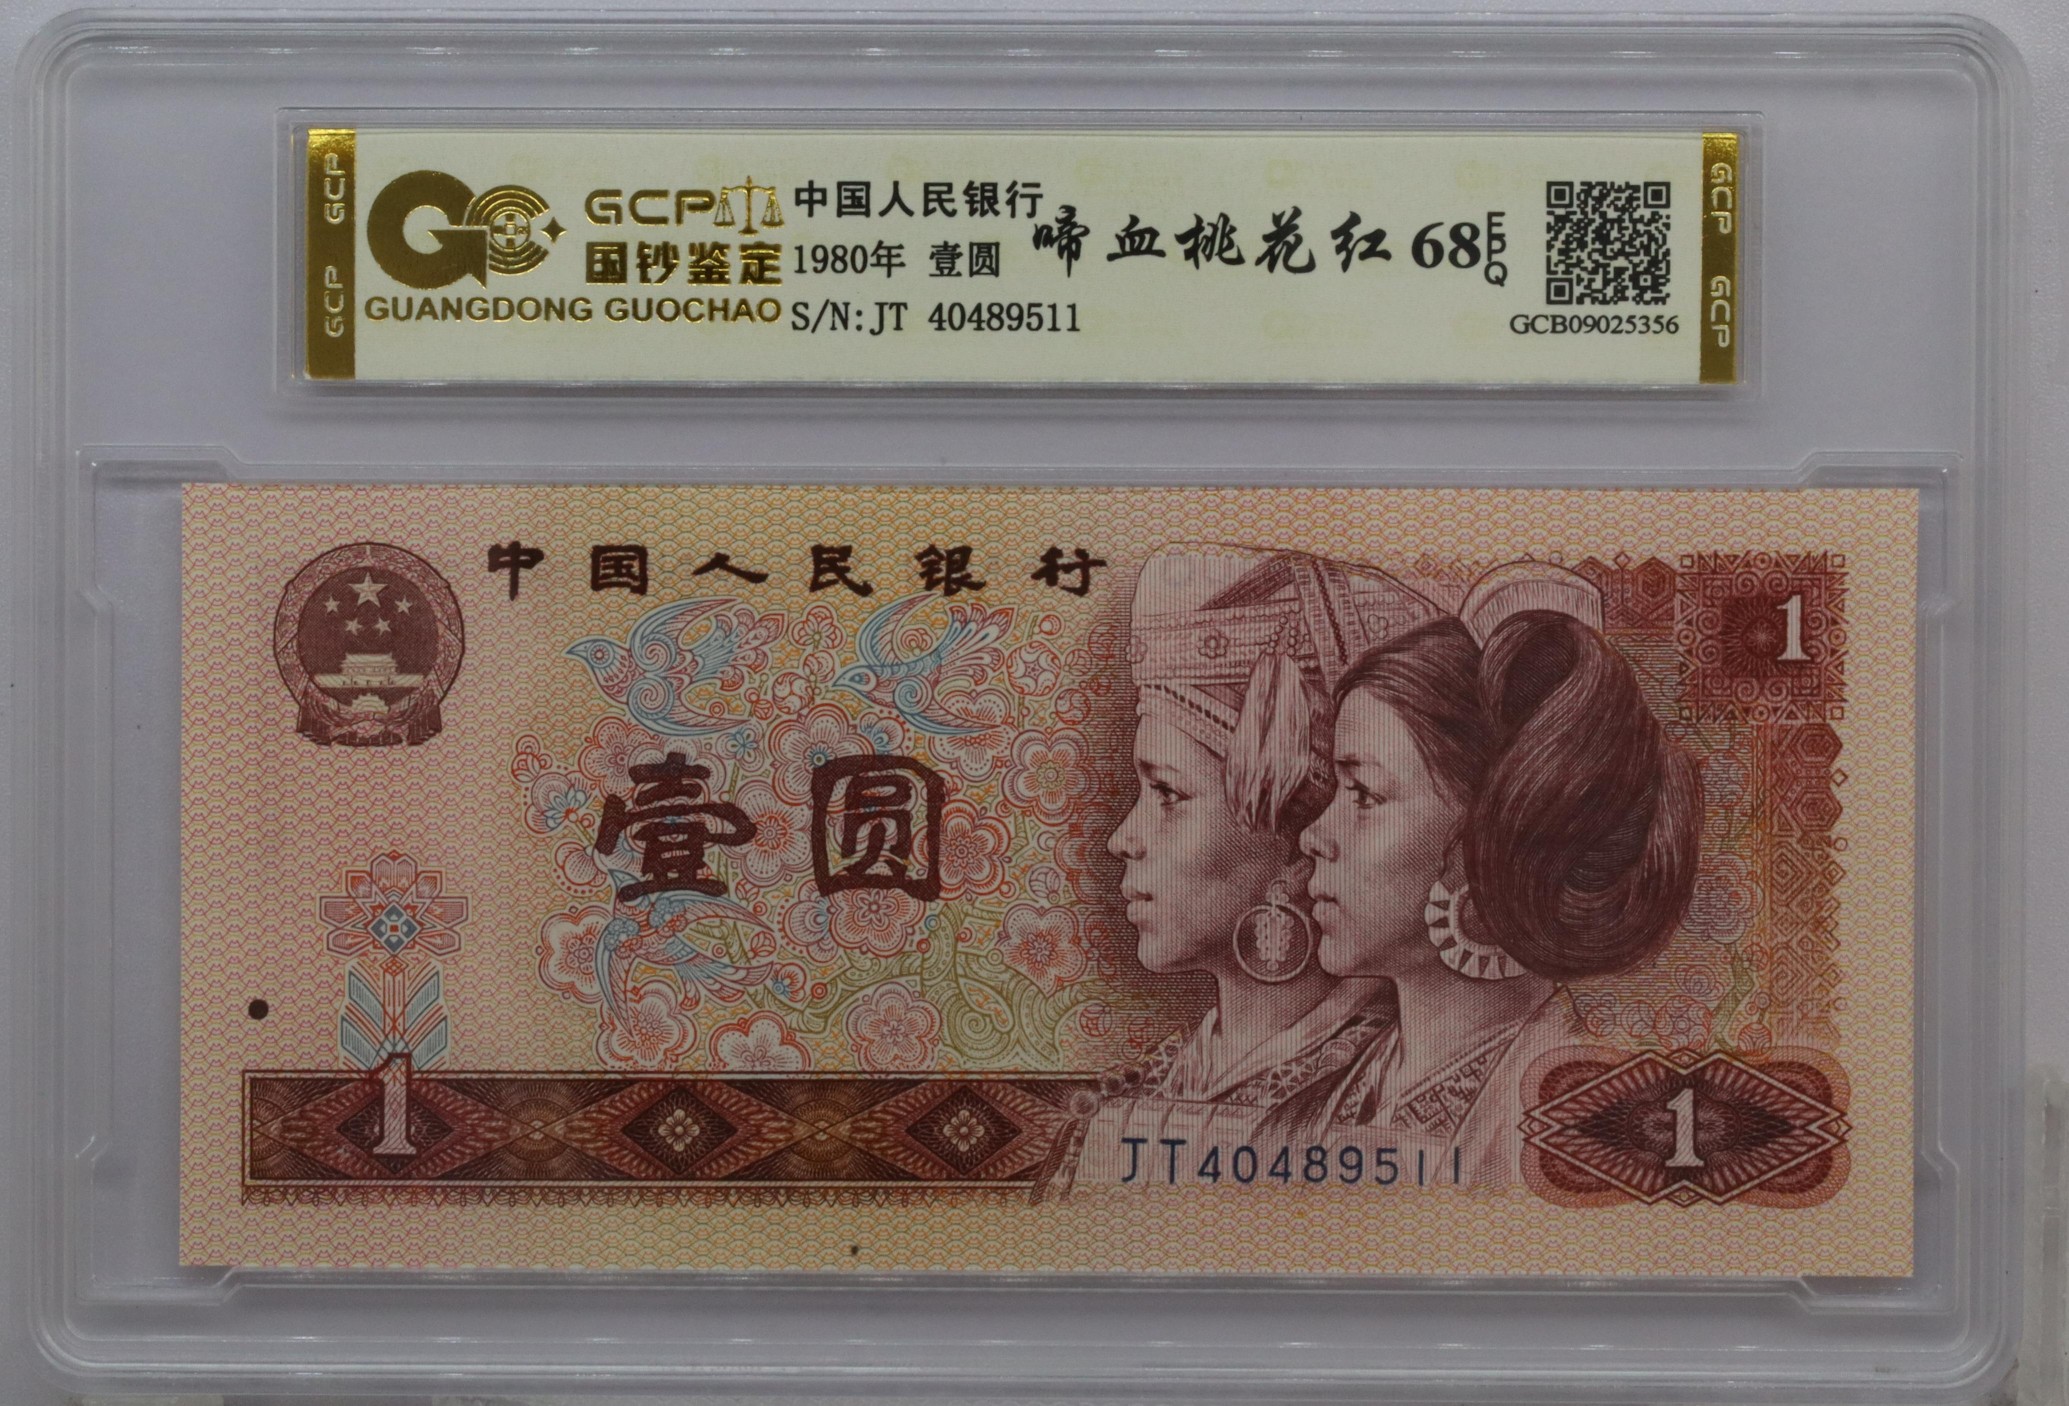 GCP GCP
GCP
国钞鉴定
GUANGDONG GUOCHAO
中国人民银行
1980年 壹圆
S/N:JT 40489511
啼血桃花红 68 EPQ
GCB09025356
GCP GCP
中国人民银行
1
壹圆
1
JT40489511
1